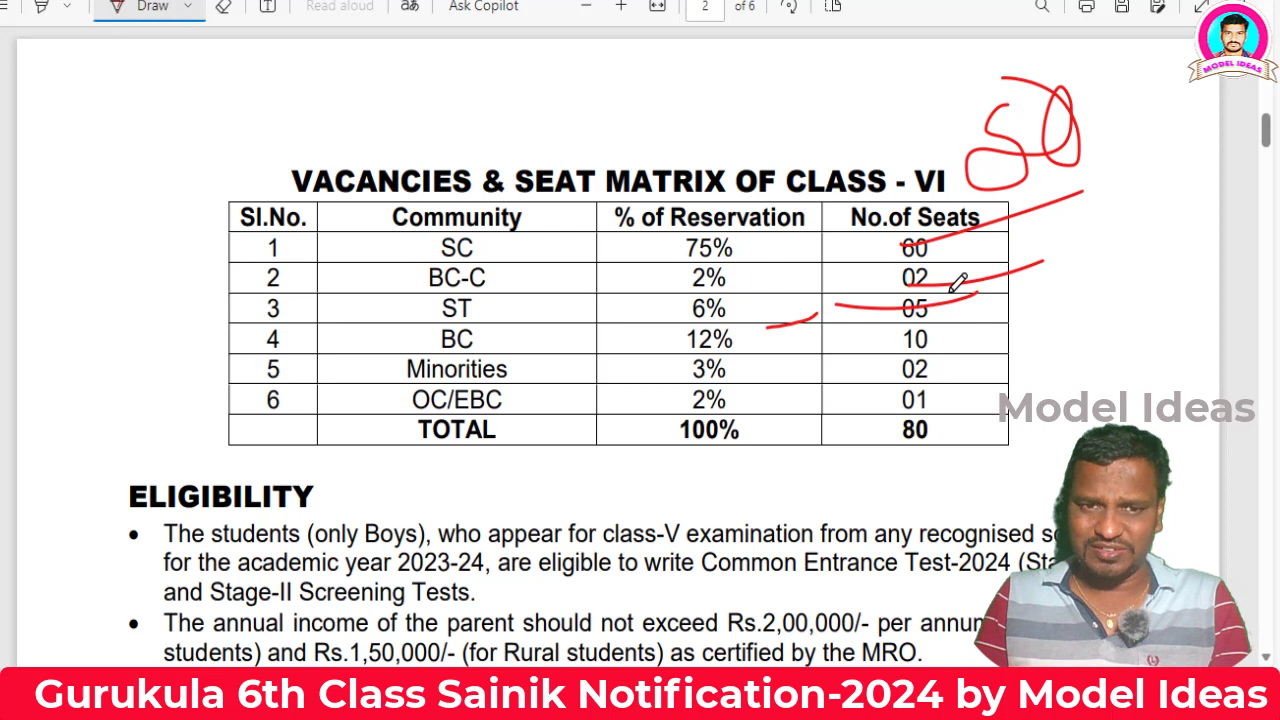 Draw
Read aloud
Ask Copilot
2
of 6
MODEL IDEAS
80
VACANCIES & SEAT MATRIX OF CLASS - VI
Sl.No. Community % of Reservation No.of Seats
1 SC 75% 60
2 BC-C 2% 02
3 ST 6% 05
4 BC 12% 10
5 Minorities 3% 02
6 OC/EBC 2% 01
TOTAL 100% 80
Model Ideas
ELIGIBILITY
• The students (only Boys), who appear for class-V examination from any recognised
for the academic year 2023-24, are eligible to write Common Entrance Test-2024
and Stage-II Screening Tests.
• The annual income of the parent should not exceed Rs.2,00,000/- per
students) and Rs.1,50,000/- (for Rural students) as certified by the MRO.
Gurukula 6th Class Sainik Notification-2024 by Model Ideas